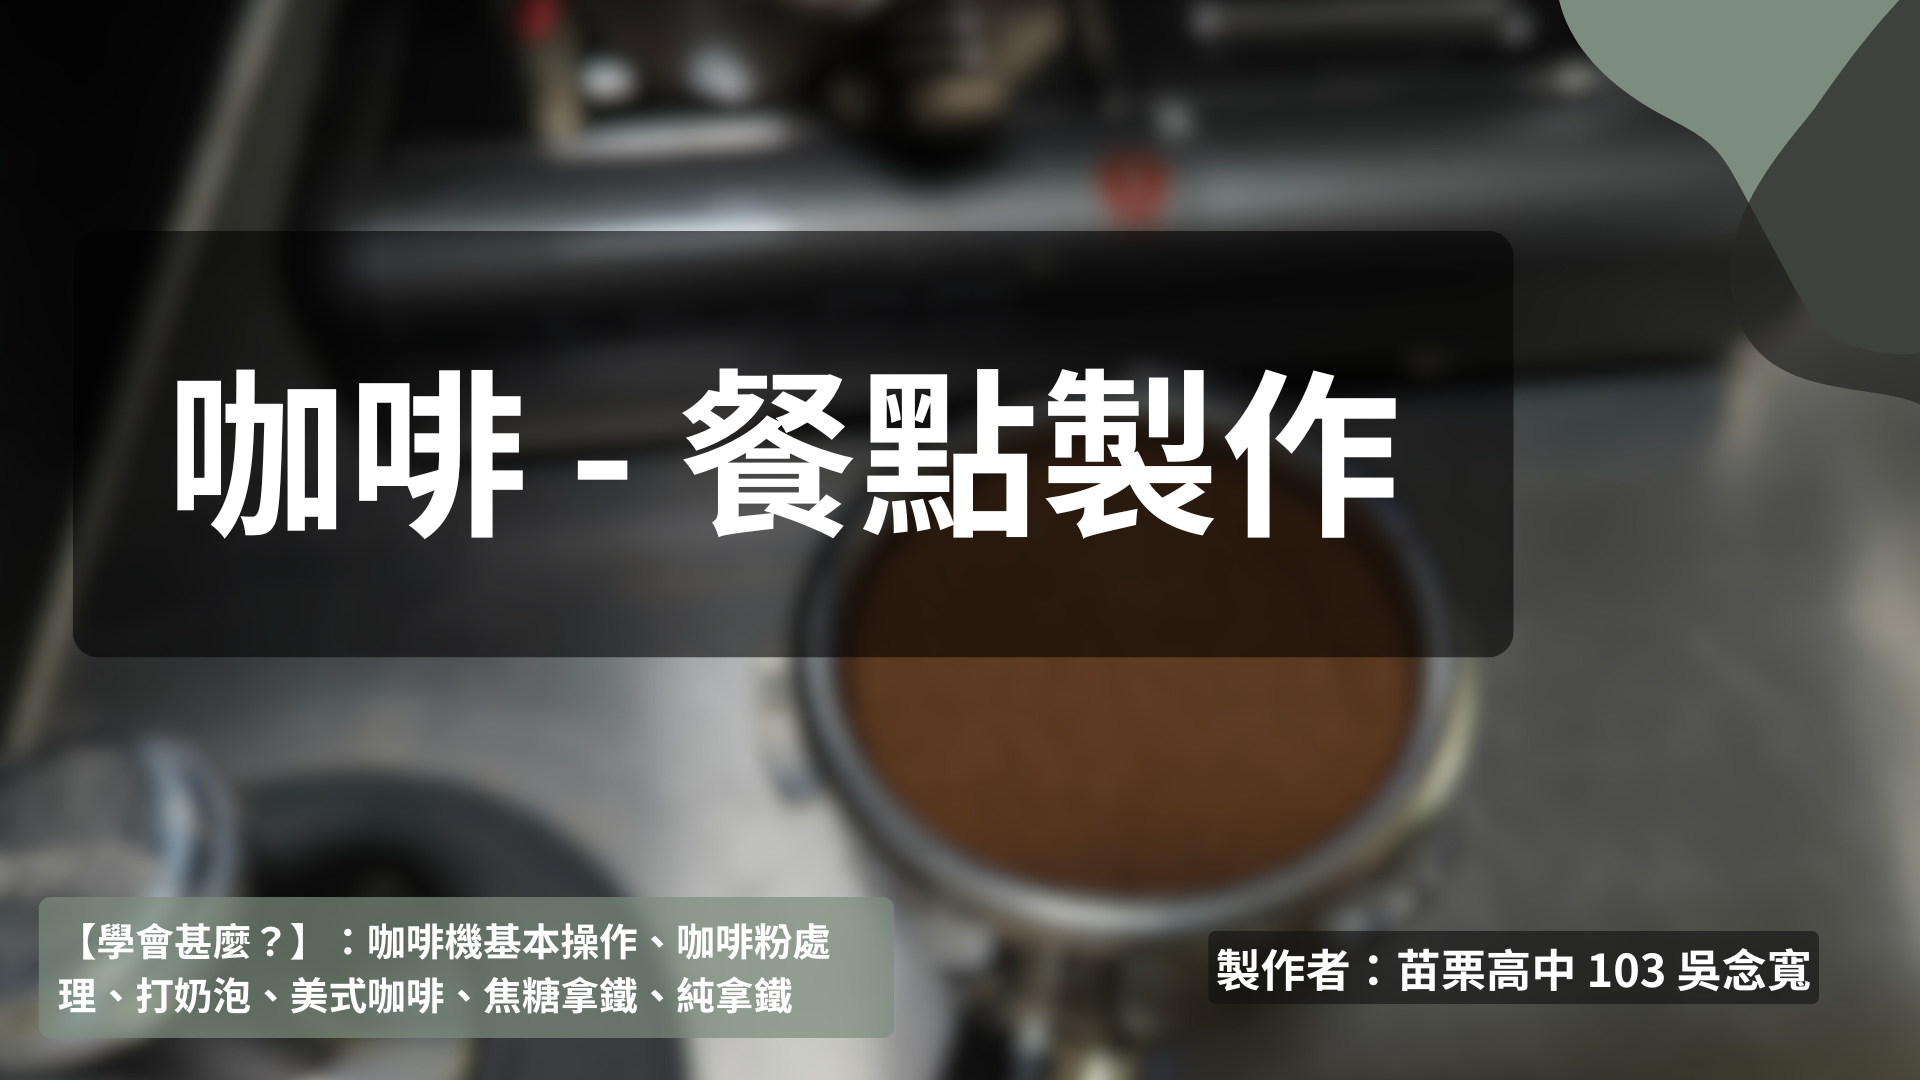 咖啡 - 餐點製作
【學會甚麼？】：咖啡機基本操作、咖啡粉處
理、打奶泡、美式咖啡、焦糖拿鐵、純拿鐵
製作者：苗栗高中 103 吳念寬